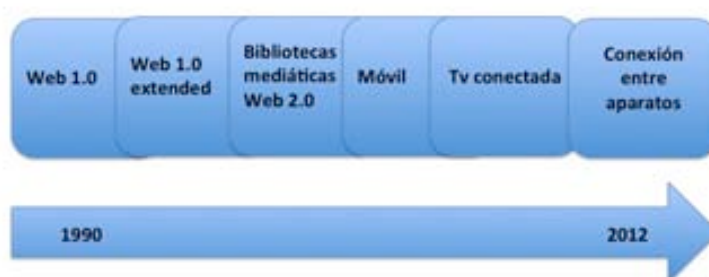 Web 1.0
Web 1.0
extended
Bibliotecas
mediáticas
Web 2.0
Móvil
Tv conectada
Conexión
entre
aparatos
1990
2012